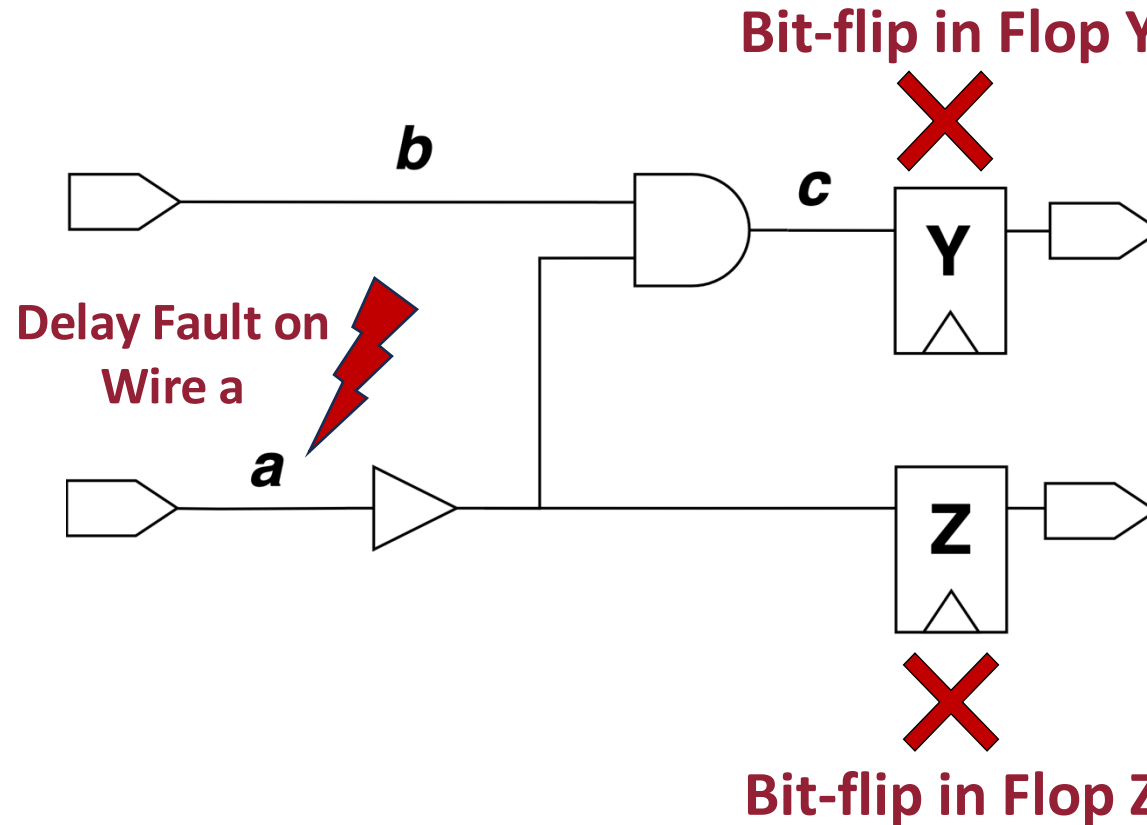 Bit-flip in Flop Y
b
c
Y
Delay Fault on
Wire a
a
Z
Bit-flip in Flop Z